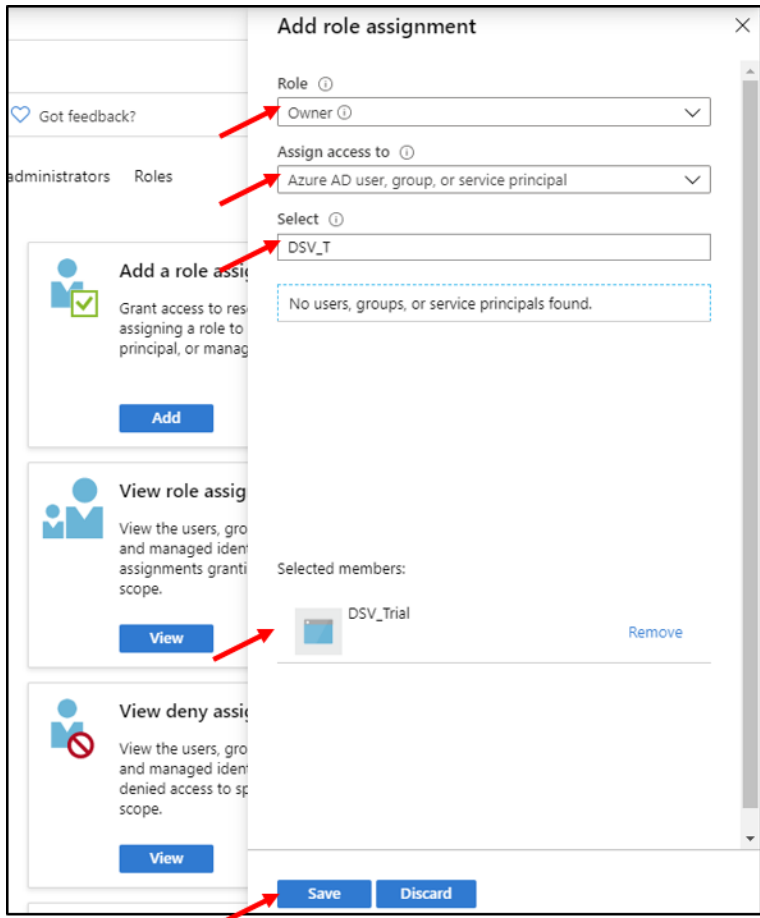 Add role assignment
Role
Owner
Got feedback?
Assign access to
administrators Roles
Azure AD user, group, or service principal
Select
DSV_T
Add a role assig
No users, groups, or service principals found.
Grant access to res
assigning a role to
principal, or manag
Add
View role assig
View the users, gro
and managed iden
assignments granti
scope.
Selected members:
DSV_Trial
Remove
View
View deny assig
View the users, gro
and managed iden
denied access to sp
scope.
View
Save Discard